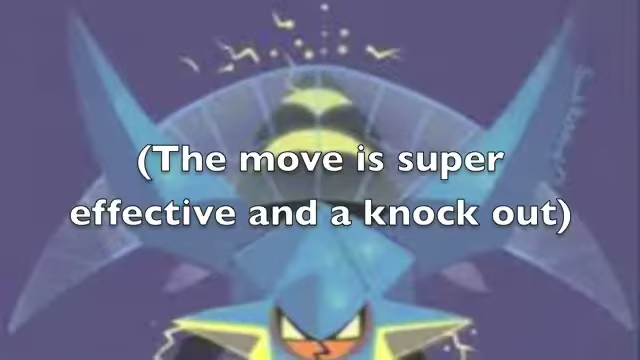 (The move is super
effective and a knock out)